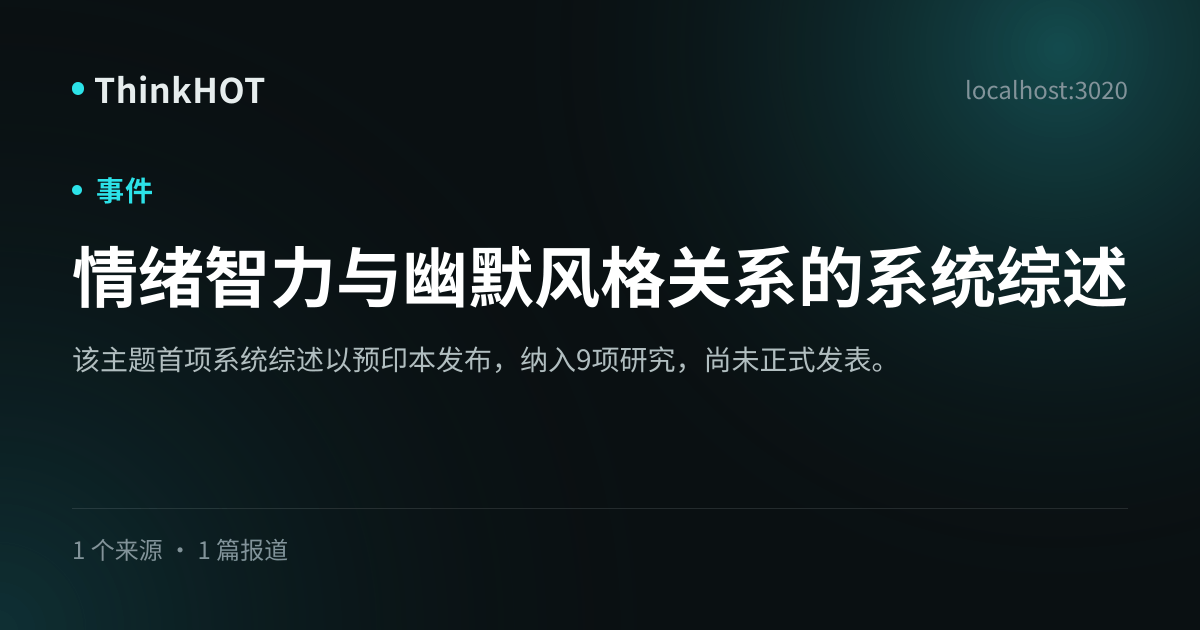 ThinkHOT
localhost:3020
事件
情绪智力与幽默风格关系的系统综述
该主题首项系统综述以预印本发布，纳入9项研究，尚未正式发表。
1 个来源 · 1 篇报道